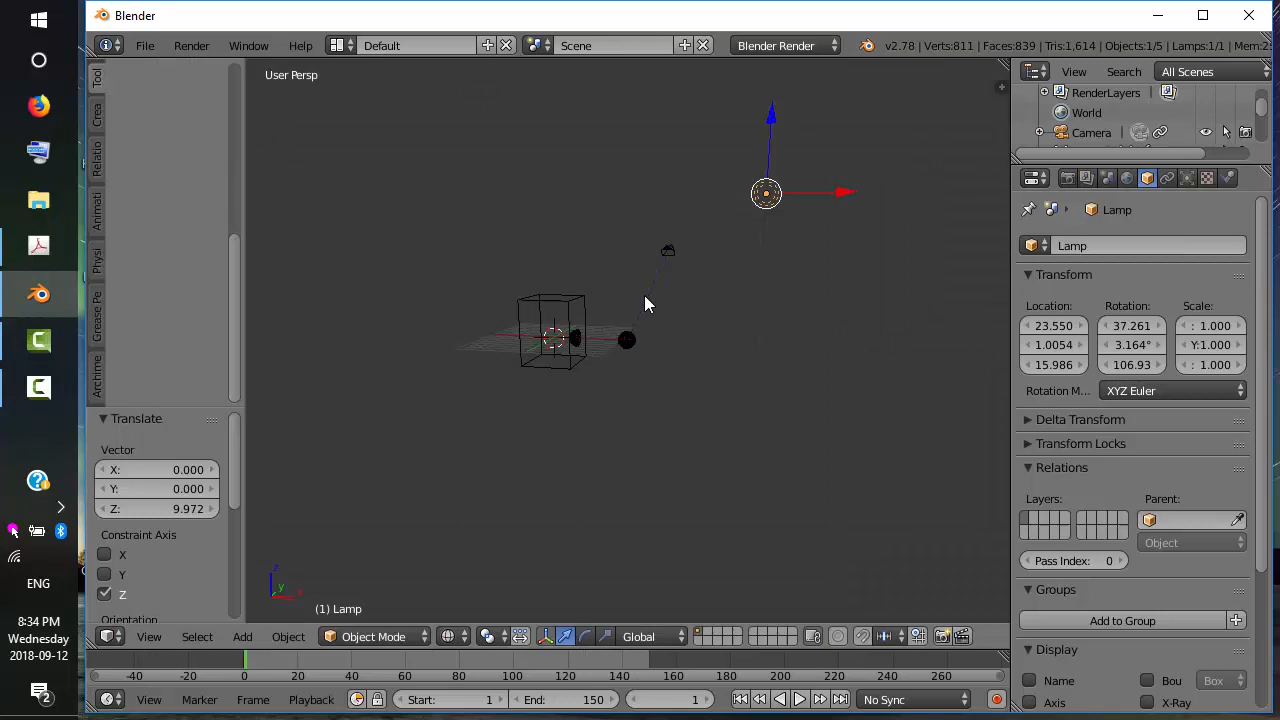 Blender
File Render Window Help Default Scene Blender Render v2.78 | Verts:811 | Faces:839 | Tris:1,614 | Objects:1/5 | Lamps:1/1 | Mem:2
User Persp
View Search All Scenes
RenderLayers
World
Camera
Tool
Crea
Relatio
Animati
Physi
Grease Pe
Archime
Lamp
Lamp
Transform
Location: Rotation: Scale:
23.550 37.261 : 1.000
1.0054 3.164° Y:1.000
15.986 106.93 : 1.000
Rotation M... XYZ Euler
Delta Transform
Transform Locks
Relations
Layers: Parent:
Object
Pass Index: 0
Groups
Add to Group
Display
Name Bou Box
Axis X-Ray
Translate
Vector
X: 0.000
Y: 0.000
Z: 9.972
Constraint Axis
X
Y
Z
Orientation
z
y
x
(1) Lamp
View Select Add Object Object Mode Global
-40 -20 0 20 40 60 80 100 120 140 160 180 200 220 240 260
View Marker Frame Playback Start: 1 End: 150 1 No Sync
ENG
8:34 PM
Wednesday
2018-09-12
2